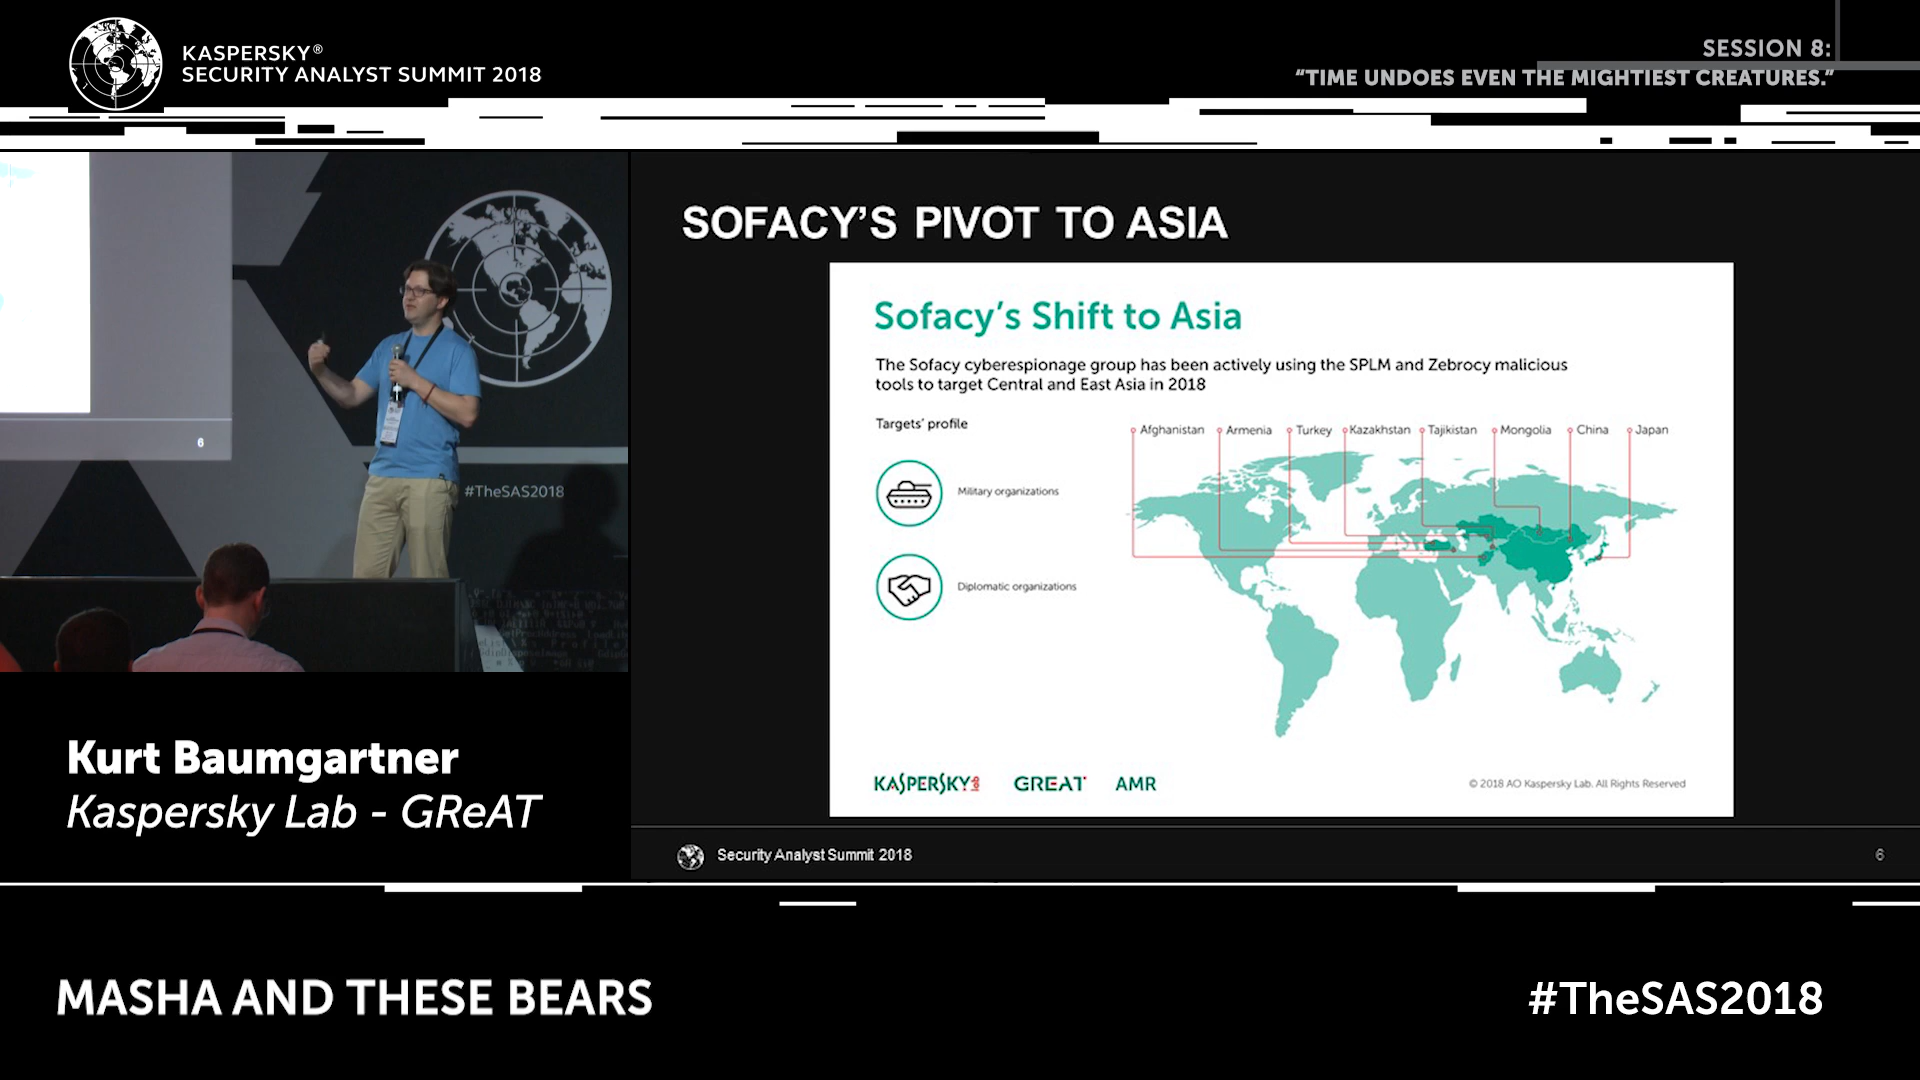 KASPERSKY®
SECURITY ANALYST SUMMIT 2018
SESSION 8:
“TIME UNDOES EVEN THE MIGHTIEST CREATURES.”
6
#TheSAS2018
SOFACY’S PIVOT TO ASIA
Sofacy’s Shift to Asia
The Sofacy cyberespionage group has been actively using the SPLM and Zebrocy malicious
tools to target Central and East Asia in 2018
Targets’ profile
Afghanistan Armenia Turkey Kazakhstan Tajikistan Mongolia China Japan
Military organizations
Diplomatic organizations
KASPERSKY lab GREAT AMR
© 2018 AO Kaspersky Lab. All Rights Reserved
Security Analyst Summit 2018
6
Kurt Baumgartner
Kaspersky Lab - GReAT
MASHA AND THESE BEARS
#TheSAS2018